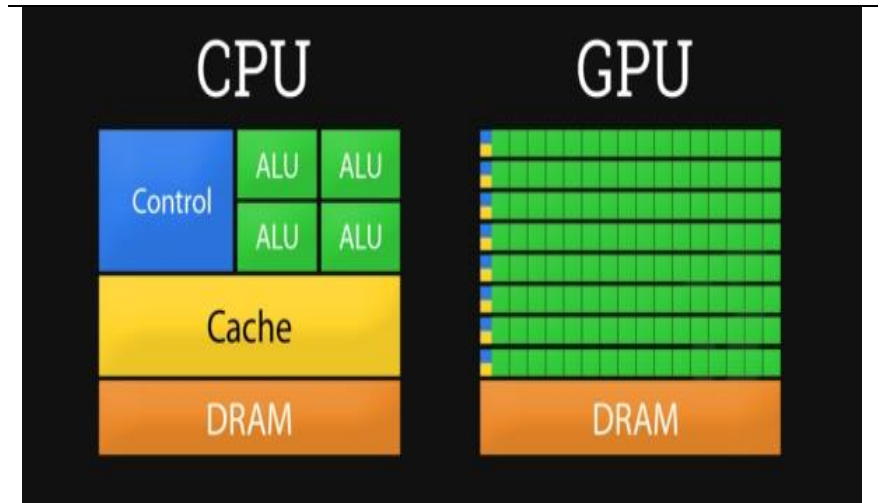 CPU
GPU
Control
ALU
ALU
ALU
ALU
Cache
DRAM
DRAM